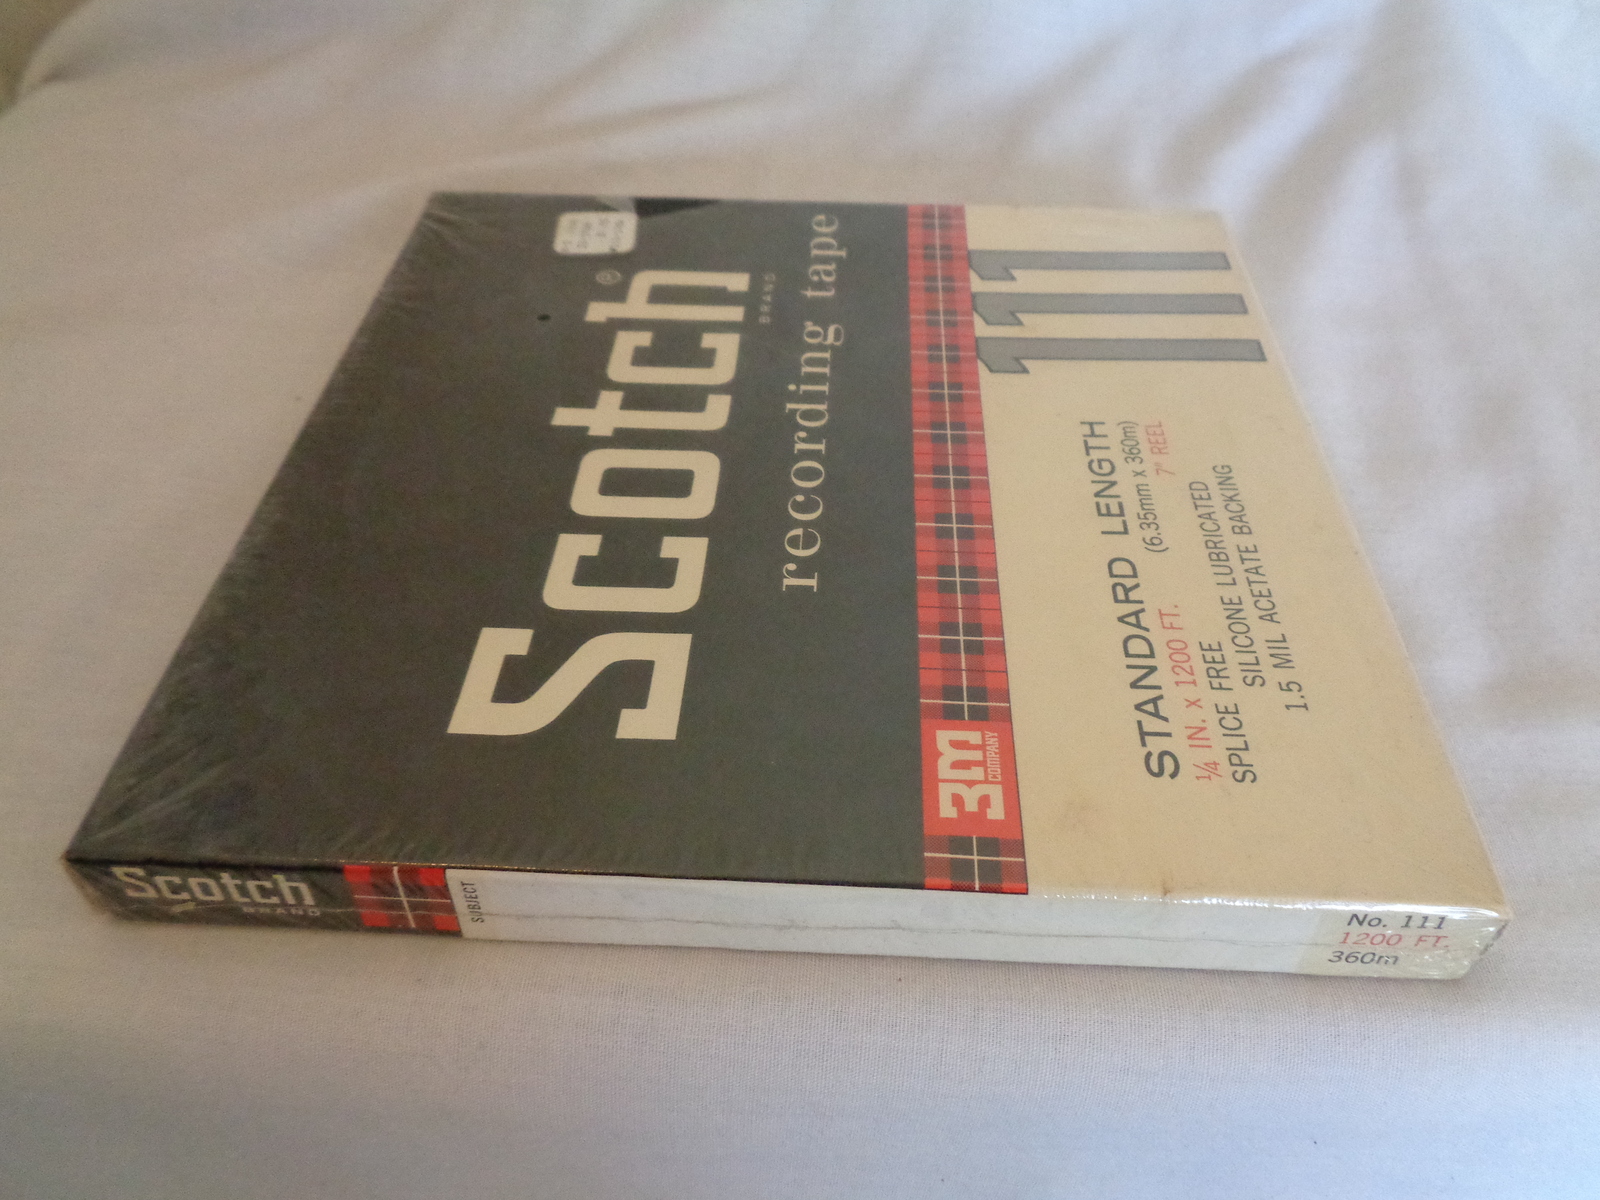 Scotch ®
BRAND
recording tape
3M
COMPANY
111
STANDARD LENGTH
1/4 IN. X 1200 FT. (6.35mm x 360m)
7" REEL
SPLICE FREE
SILICONE LUBRICATED
1.5 MIL ACETATE BACKING
Scotch
BRAND
SUBJECT
No. 111
1200 FT.
360m